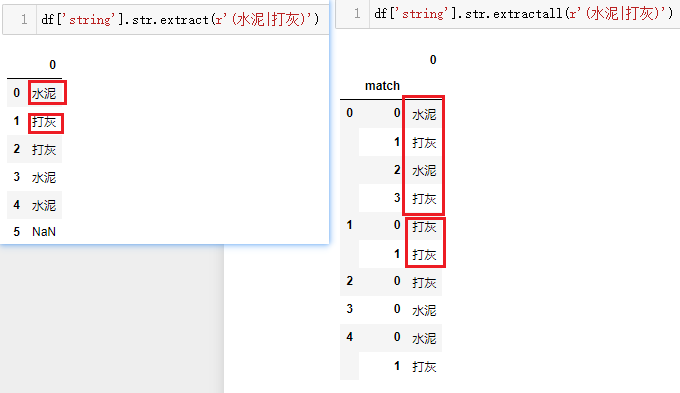 1 df['string'].str.extract(r'(水泥|打灰)')
0
0 水泥
1 打灰
2 打灰
3 水泥
4 水泥
5 NaN
1 df['string'].str.extractall(r'(水泥|打灰)')
0
match
0 0 水泥
1 打灰
2 水泥
3 打灰
1 0 打灰
1 打灰
2 0 打灰
3 0 水泥
4 0 水泥
1 打灰